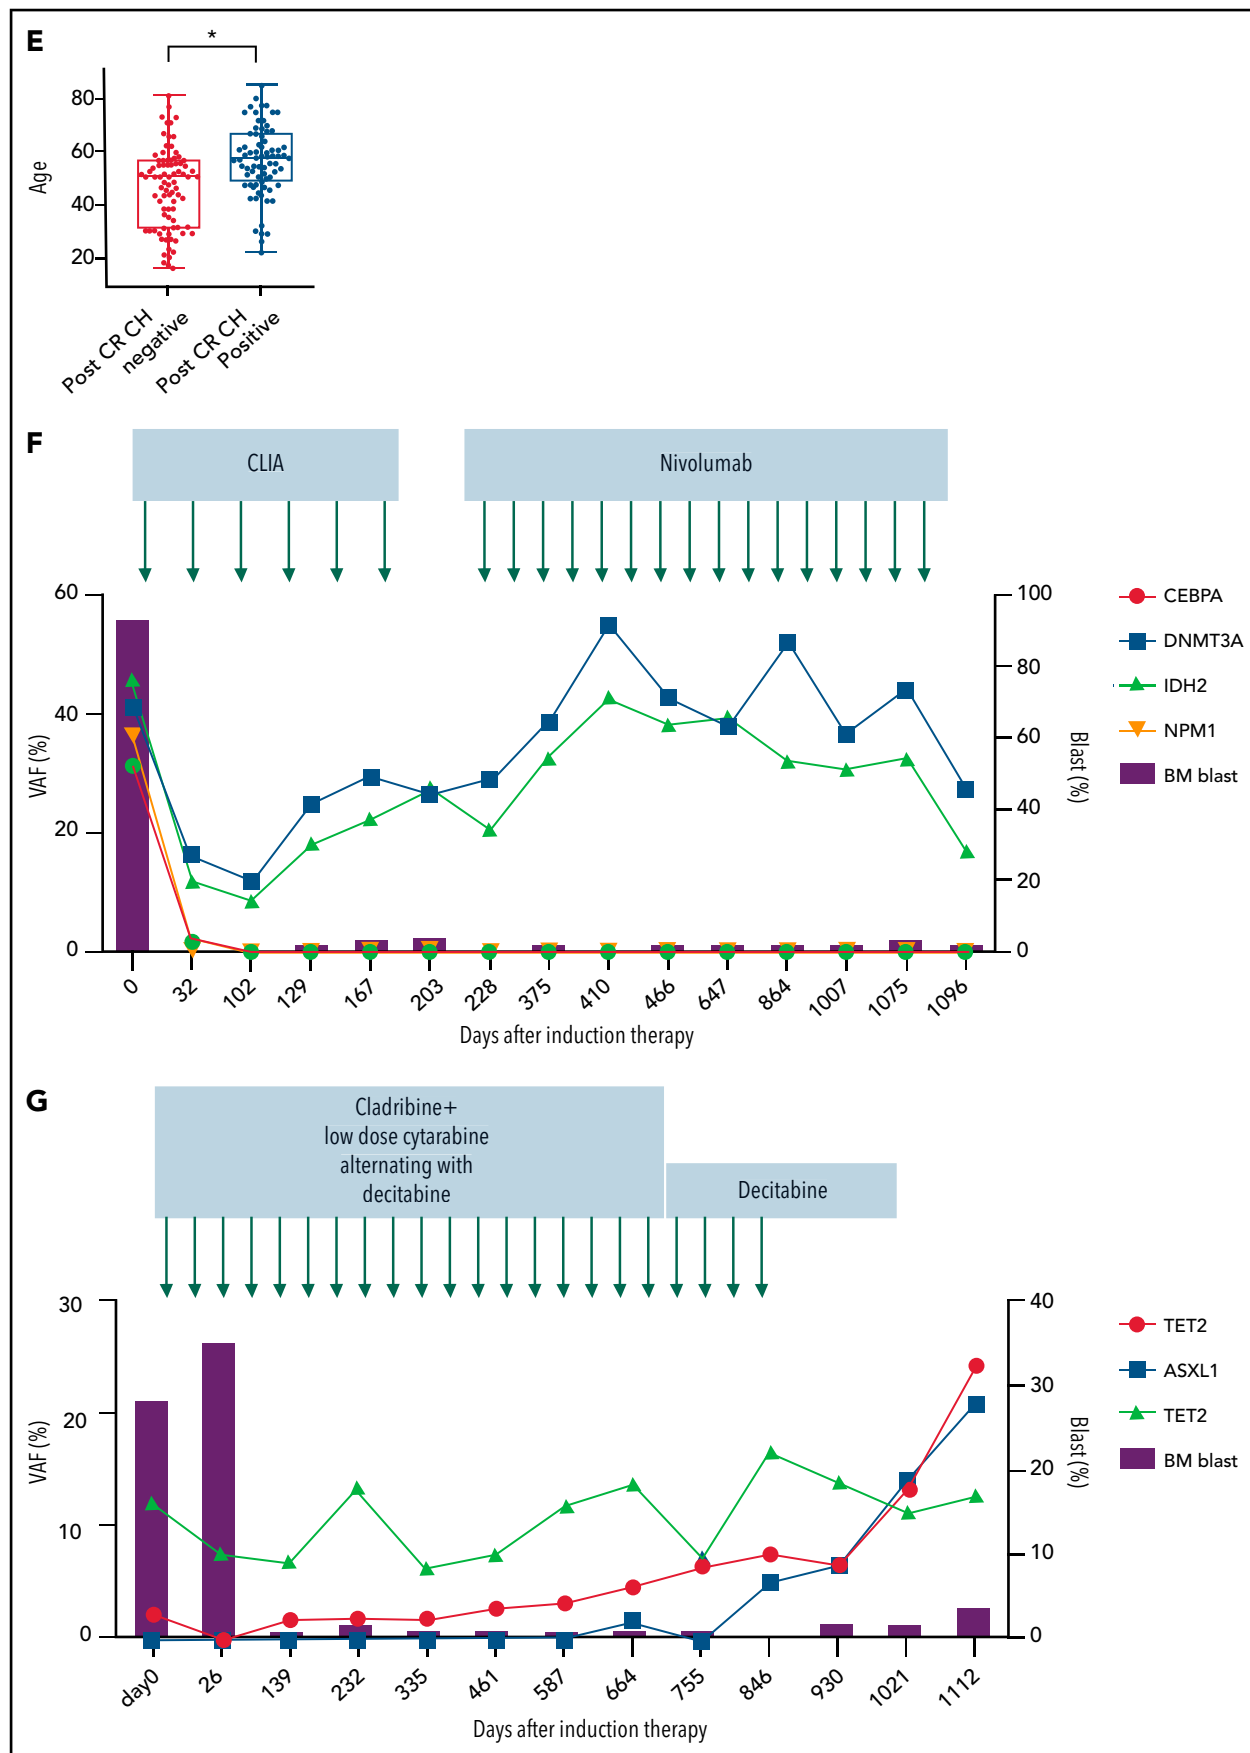 E
*
80
60
40
20
Age
Post CR CH
negative
Post CR CH
Positive
F
CLIA
Nivolumab
60
40
20
0
VAF (%)
100
80
60
40
20
0
Blast (%)
CEBPA
DNMT3A
IDH2
NPM1
BM blast
0
32
102
129
167
203
228
375
410
466
647
864
1007
1075
1096
Days after induction therapy
G
Cladribine+
low dose cytarabine
alternating with
decitabine
Decitabine
30
20
10
0
VAF (%)
40
30
20
10
0
Blast (%)
TET2
ASXL1
TET2
BM blast
day0
26
139
232
335
461
587
664
755
846
930
1021
1112
Days after induction therapy